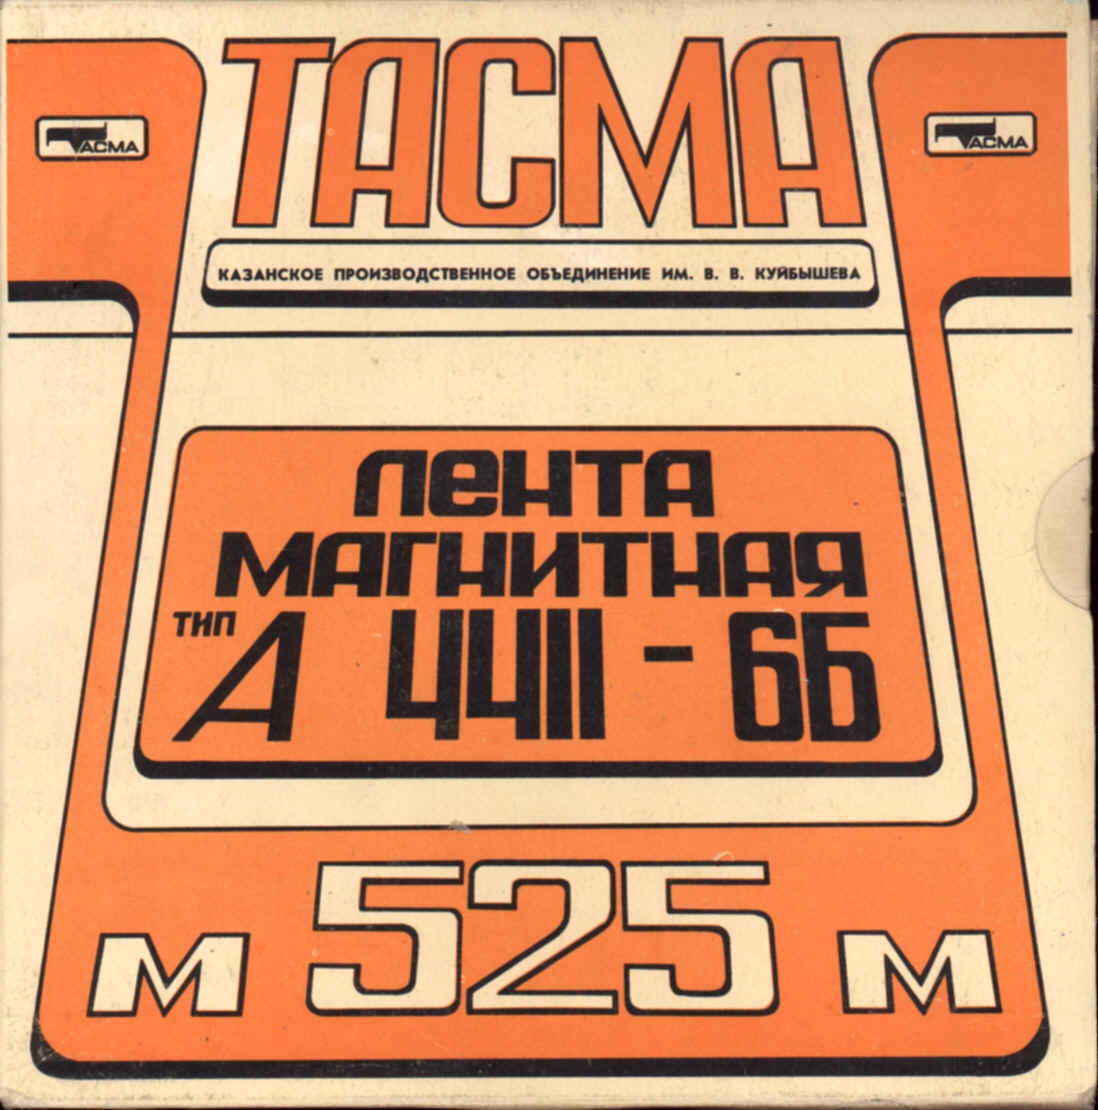 ТАСМА
ТАСМА
ТАСМА
КАЗАНСКОЕ ПРОИЗВОДСТВЕННОЕ ОБЪЕДИНЕНИЕ ИМ. В. В. КУЙБЫШЕВА
ЛЕНТА
МАГНИТНАЯ
ТИП А 4411-6Б
М 525 М